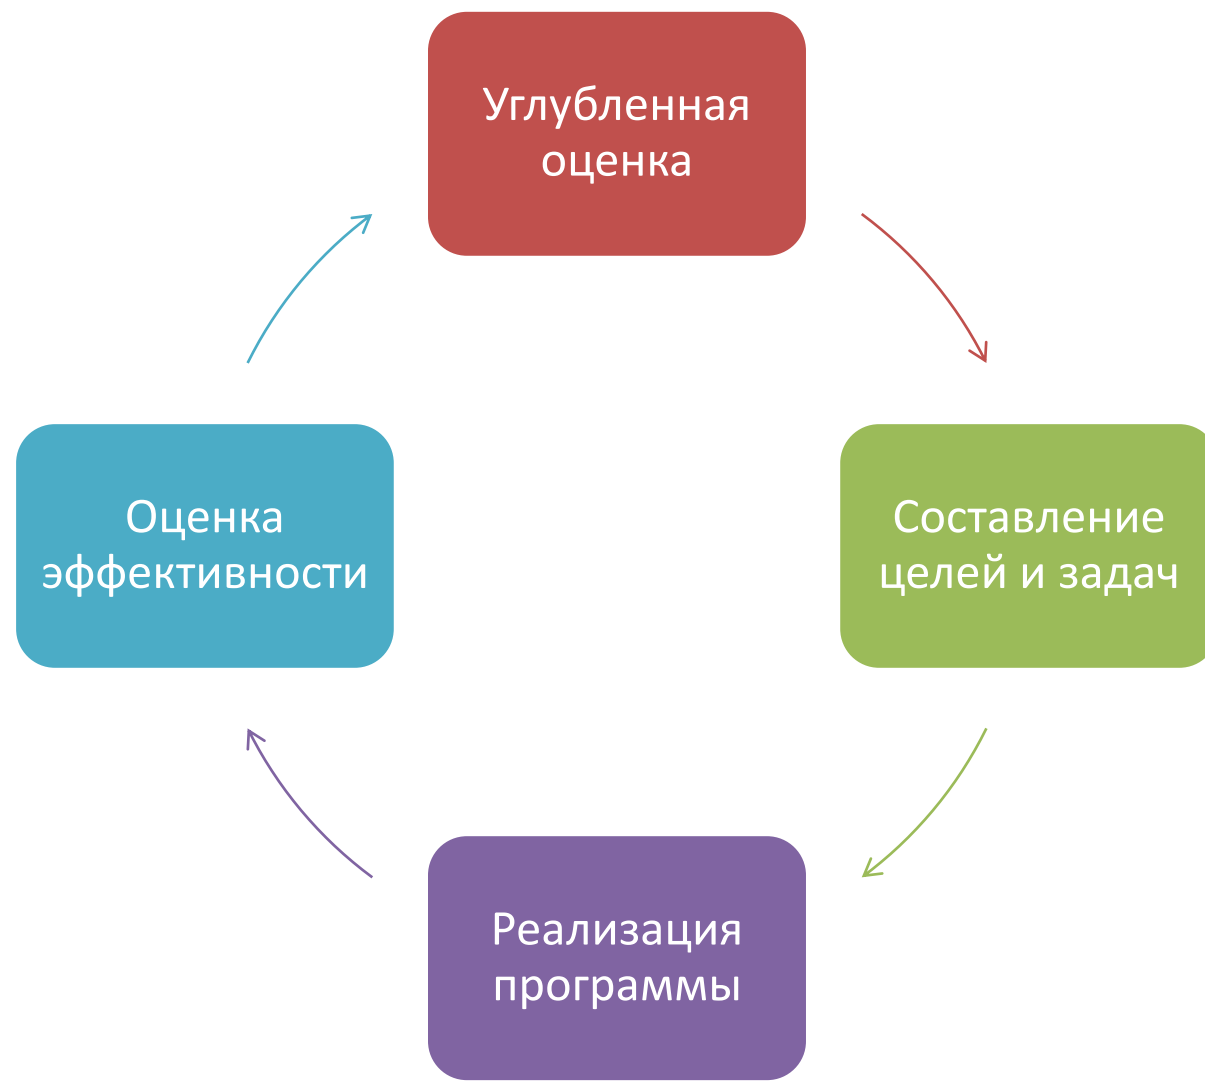 Углубленная
оценка
Составление
целей и задач
Реализация
программы
Оценка
эффективности